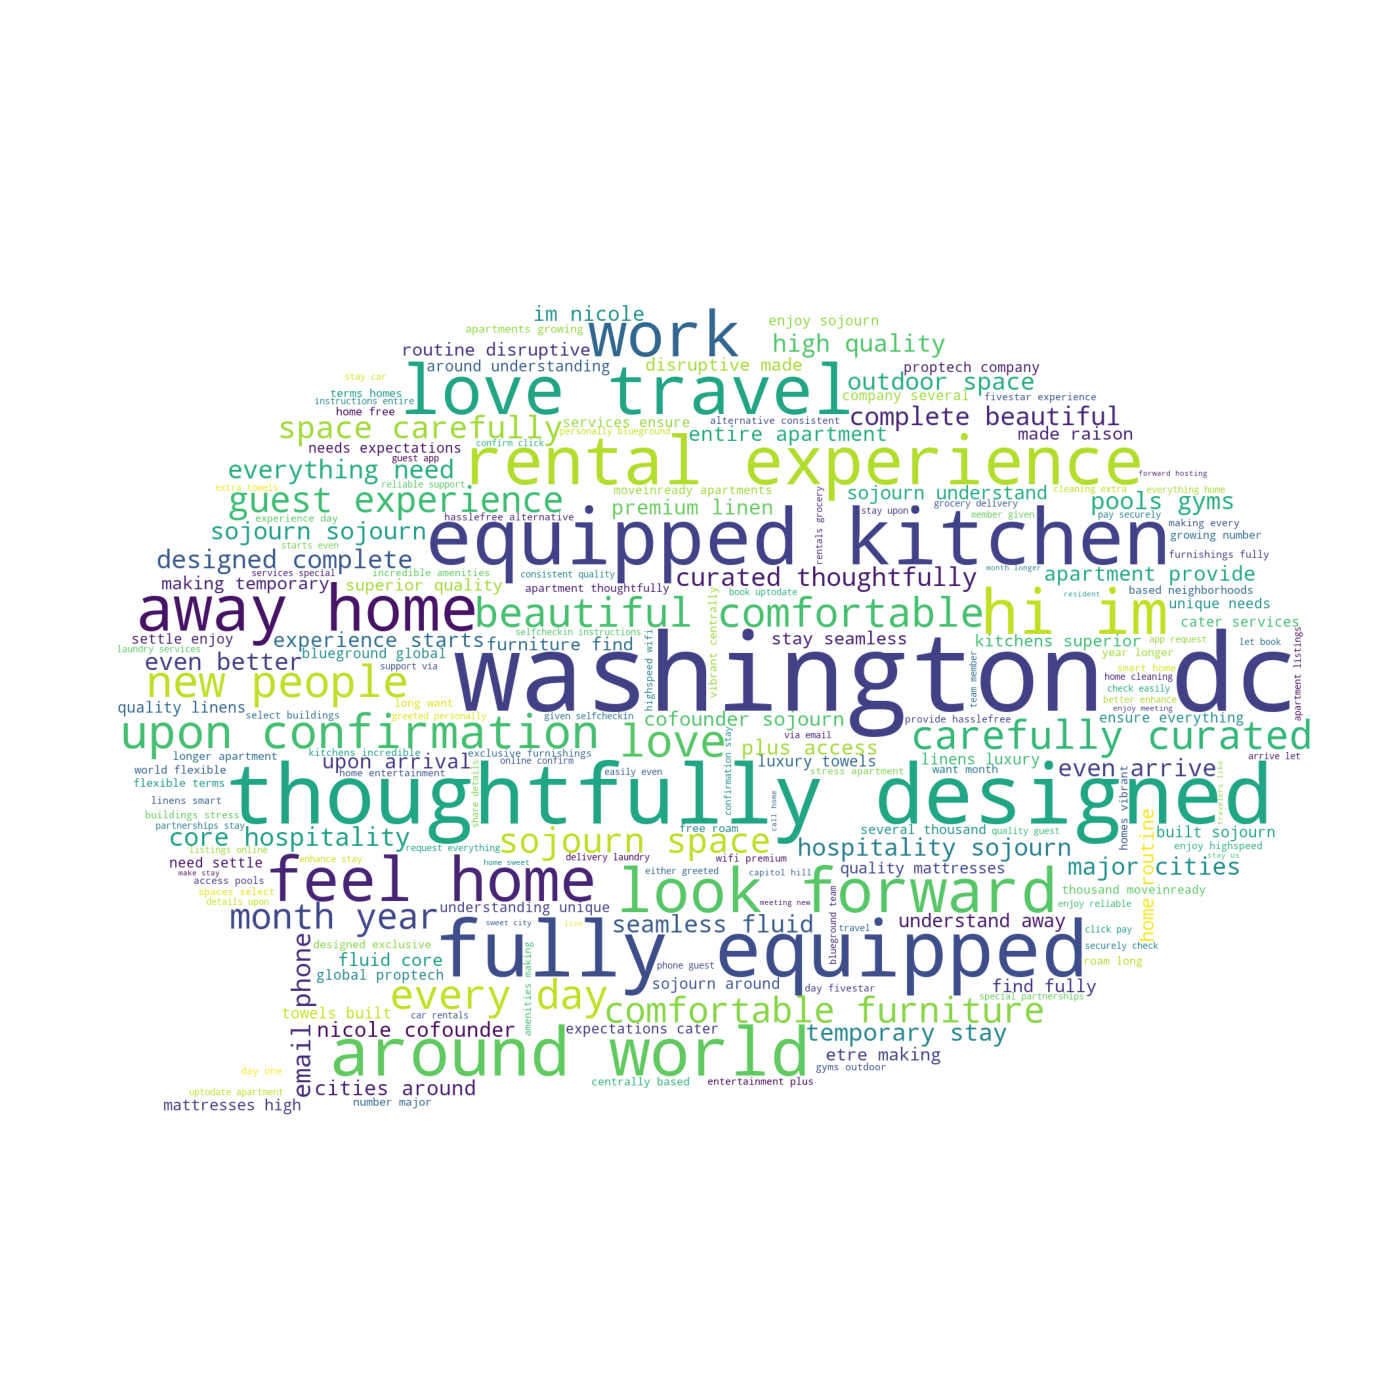 im nicole
work
enjoy sojourn
apartments growing
high quality
routine disruptive
around understanding
disruptive made
proptech company
stay car
love travel
outdoor space
terms homes
company several
fivestar experience
instructions entire
home free
space carefully
services ensure
alternative consistent
complete beautiful
personally blueground
entire apartment
made raison
needs expectations
confirm click
guest app
everything need
rental experience
forward hosting
reliable support
extra towels
guest experience
moveinready apartments
rentals grocery
sojourn understand
cleaning extra
everything home
premium linen
stay upon
grocery delivery
pools gyms
experience day
hasslefree alternative
member given
pay securely
sojourn sojourn
equipped kitchen
making every
growing number
starts even
designed complete
furnishings fully
services special
incredible amenities
consistent quality
curated thoughtfully
month longer
apartment provide
making temporary
superior quality
apartment thoughtfully
book uptodate
resident
based neighborhoods
away home
beautiful comfortable
hi im
unique needs
cater services
settle enjoy
experience starts
selfcheckin instructions
highspeed wifi
vibrant centrally
stay seamless
kitchens superior
app request
let book
laundry services
furniture find
blueground global
year longer
apartment listings
even better
support via
washington dc
team member
smart home
home cleaning
new people
check easily
better enhance
quality linens
long want
enjoy meeting
select buildings
greeted personally
given selfcheckin
cofounder sojourn
provide hasslefree
ensure everything
upon confirmation
love
via email
carefully curated
longer apartment
kitchens incredible
exclusive furnishings
confirmation stay
plus access
arrive let
upon arrival
online confirm
luxury towels
linens luxury
even arrive
world flexible
home entertainment
easily even
stress apartment
want month
flexible terms
share details
thoughtfully designed
travelers like
linens smart
call home
homes vibrant
buildings stress
partnerships stay
free roam
several thousand
quality guest
core hospitality
sojourn space
built sojourn
listings online
request everything
hospitality sojourn
enjoy highspeed
need settle
enhance stay
home sweet
delivery laundry
wifi premium
home routine
stay us
make stay
feel home
either greeted
capitol hill
quality mattresses
major cities
access pools
spaces select
look forward
thousand moveinready
details upon
meeting new
enjoy reliable
month year
understanding unique
sweet city
live
seamless fluid
blueground team
travel
understand away
click pay
email phone
designed exclusive
fully equipped
securely check
fluid core
phone guest
roam long
global proptech
amenities making
sojourn around
day fivestar
find fully
every day
comfortable furniture
special partnerships
towels built
car rentals
nicole cofounder
expectations cater
temporary stay
around world
etre making
day one
gyms outdoor
uptodate apartment
cities around
centrally based
entertainment plus
mattresses high
number major